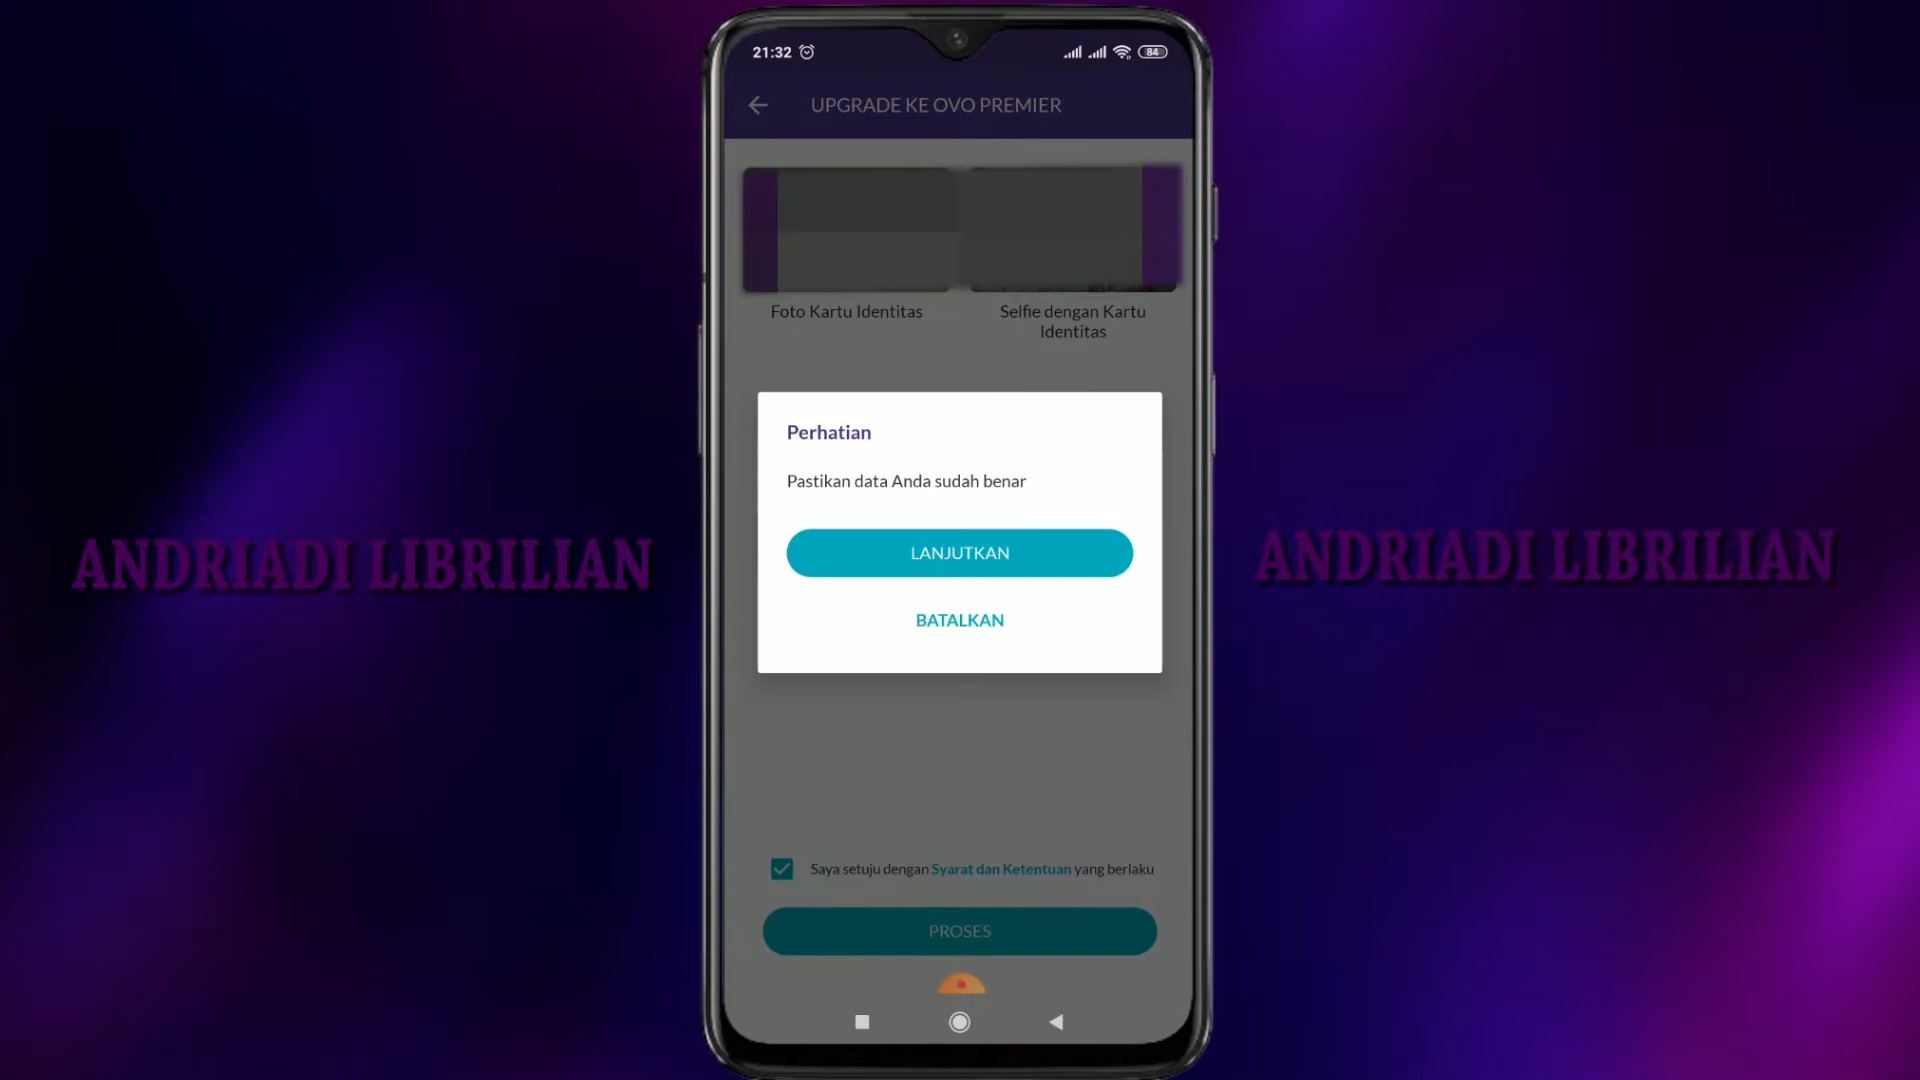 21:32
84
UPGRADE KE OVO PREMIER
Foto Kartu Identitas
Selfie dengan Kartu
Identitas
Perhatian
Pastikan data Anda sudah benar
LANJUTKAN
BATALKAN
ANDRIADI LIBRILIAN
ANDRIADI LIBRILIAN
Saya setuju dengan Syarat dan Ketentuan yang berlaku
PROSES